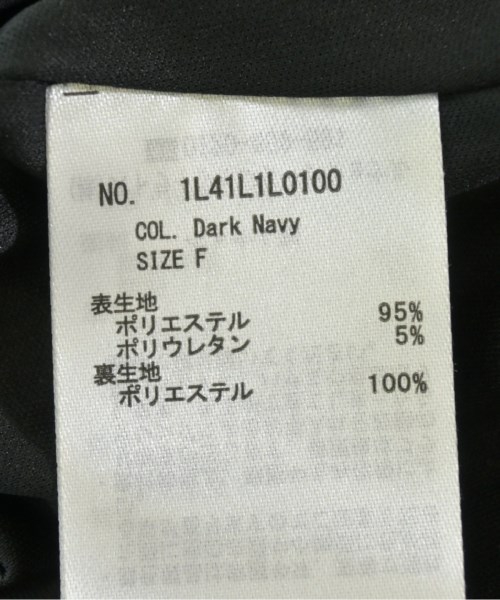 NO. 1L41L1L0100
COL. Dark Navy
SIZE F
表生地
ポリエステル 95%
ポリウレタン 5%
裏生地
ポリエステル 100%